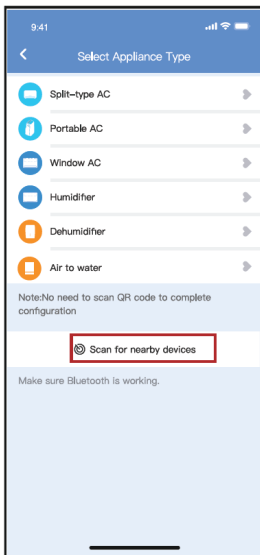 9:41
Select Appliance Type
Split-type AC
Portable AC
Window AC
Humidifier
Dehumidifier
Air to water
Note:No need to scan QR code to complete
configuration
Scan for nearby devices
Make sure Bluetooth is working.